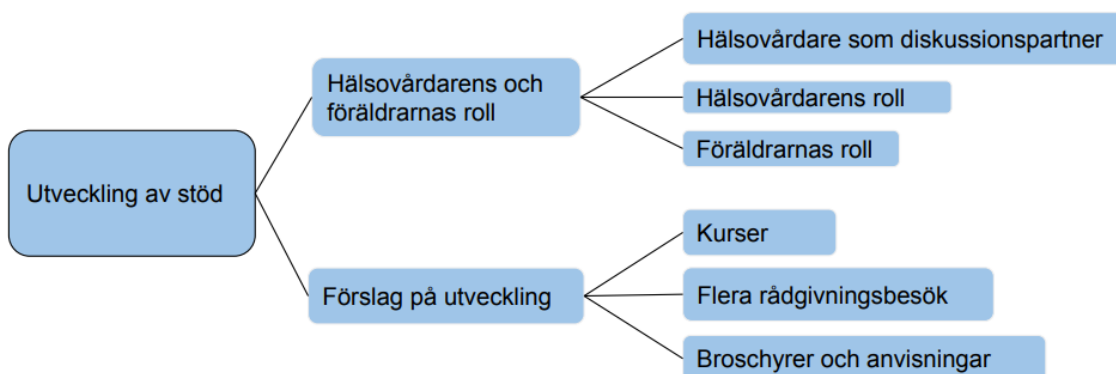 Utveckling av stöd
Hälsovårdarens och
föräldrarnas roll
Hälsovårdare som diskussionspartner
Hälsovårdarens roll
Föräldrarnas roll
Förslag på utveckling
Kurser
Flera rådgivningsbesök
Broschyrer och anvisningar